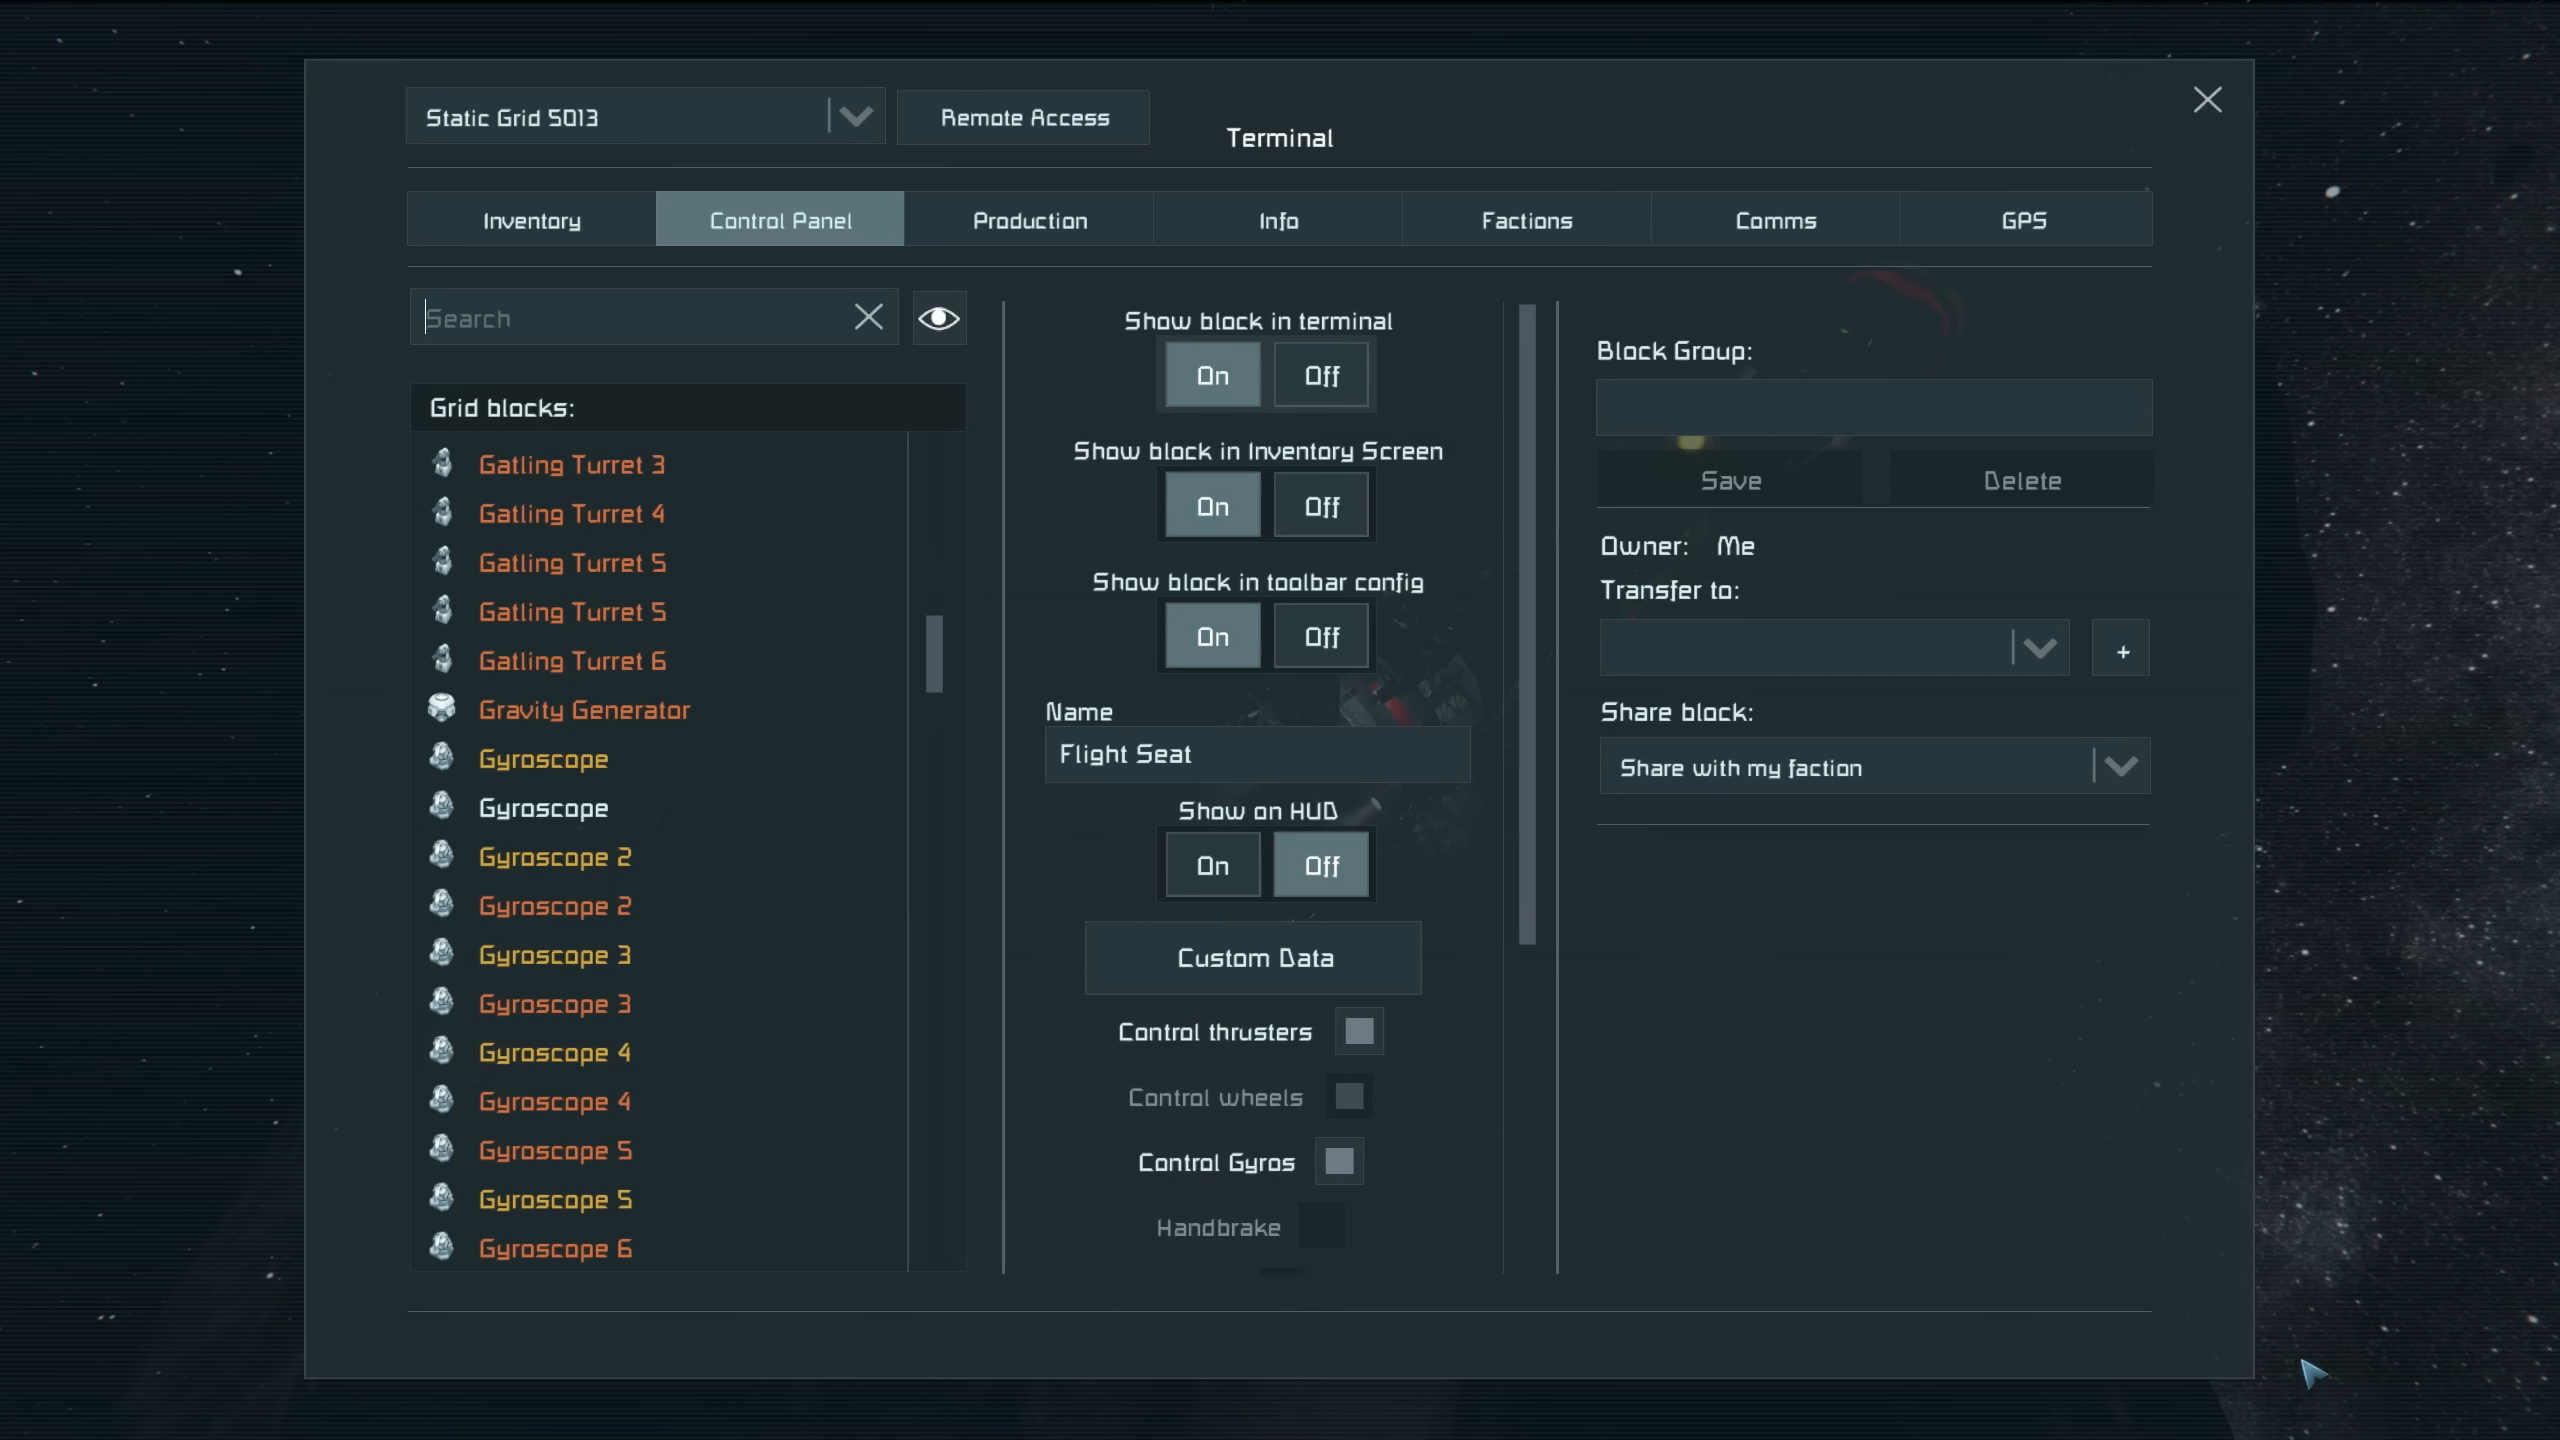 Static Grid 5013
Remote Access
Terminal
Inventory
Control Panel
Production
Info
Factions
Comms
GPS
Search
Grid blocks:
Gatling Turret 3
Gatling Turret 4
Gatling Turret 5
Gatling Turret 5
Gatling Turret 6
Gravity Generator
Gyroscope
Gyroscope
Gyroscope 2
Gyroscope 2
Gyroscope 3
Gyroscope 3
Gyroscope 4
Gyroscope 4
Gyroscope 5
Gyroscope 5
Gyroscope 6
Show block in terminal
On Off
Show block in Inventory Screen
On Off
Show block in toolbar config
On Off
Name
Flight Seat
Show on HUD
On Off
Custom Data
Control thrusters
Control wheels
Control Gyros
Handbrake
Block Group:
Save
Delete
Owner: Me
Transfer to:
+
Share block:
Share with my faction